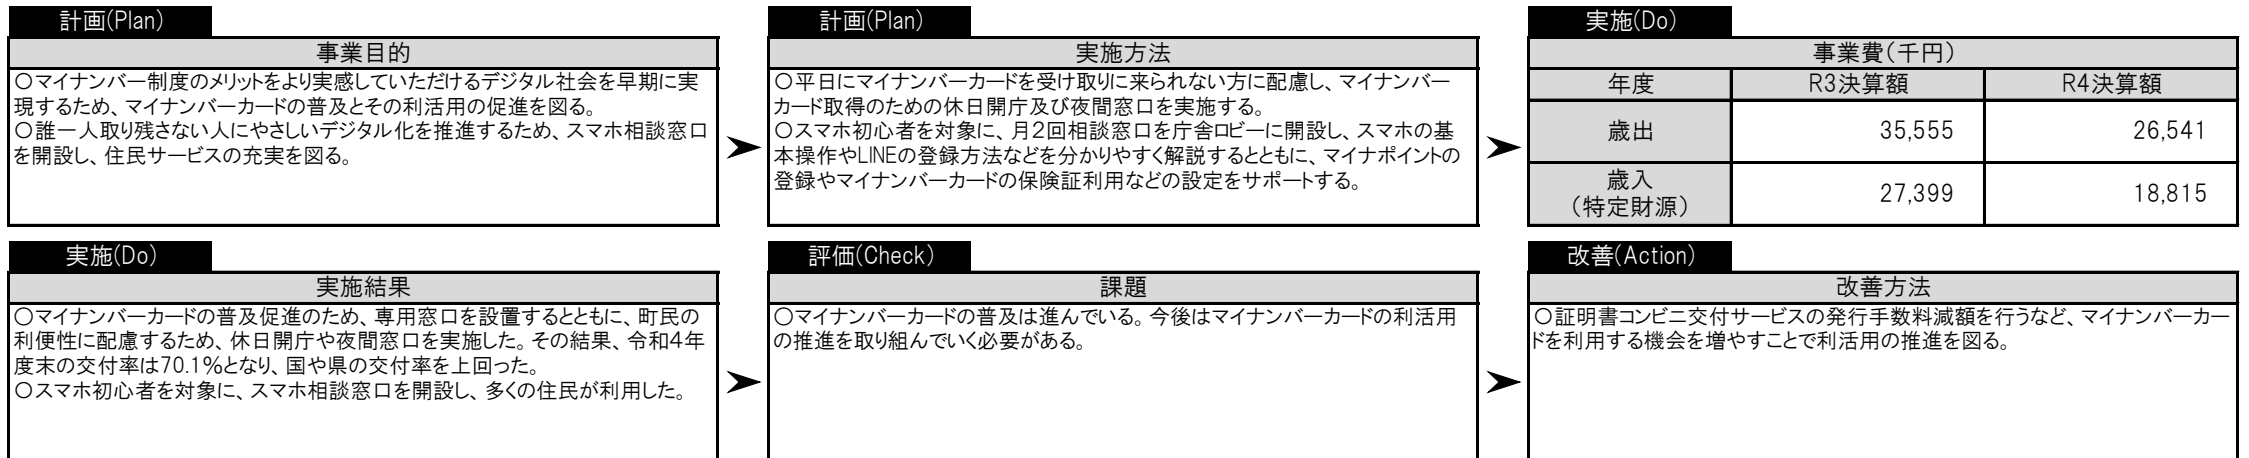 計画(Plan)
事業目的
○マイナンバー制度のメリットをより実感していただけるデジタル社会を早期に実
現するため、マイナンバーカードの普及とその利活用の促進を図る。
○誰一人取り残さない人にやさしいデジタル化を推進するため、スマホ相談窓口
を開設し、住民サービスの充実を図る。
計画(Plan)
実施方法
○平日にマイナンバーカードを受け取りに来られない方に配慮し、マイナンバー
カード取得のための休日開庁及び夜間窓口を実施する。
○スマホ初心者を対象に、月2回相談窓口を庁舎ロビーに開設し、スマホの基
本操作やLINEの登録方法などを分かりやすく解説するとともに、マイナポイントの
登録やマイナンバーカードの保険証利用などの設定をサポートする。
実施(Do)
事業費(千円)
年度 R3決算額 R4決算額
歳出 35,555 26,541
歳入
(特定財源) 27,399 18,815
実施(Do)
実施結果
○マイナンバーカードの普及促進のため、専用窓口を設置するとともに、町民の
利便性に配慮するため、休日開庁や夜間窓口を実施した。その結果、令和4年
度末の交付率は70.1%となり、国や県の交付率を上回った。
○スマホ初心者を対象に、スマホ相談窓口を開設し、多くの住民が利用した。
評価(Check)
課題
○マイナンバーカードの普及は進んでいる。今後はマイナンバーカードの利活用
の推進を取り組んでいく必要がある。
改善(Action)
改善方法
○証明書コンビニ交付サービスの発行手数料減額を行うなど、マイナンバーカー
ドを利用する機会を増やすことで利活用の推進を図る。